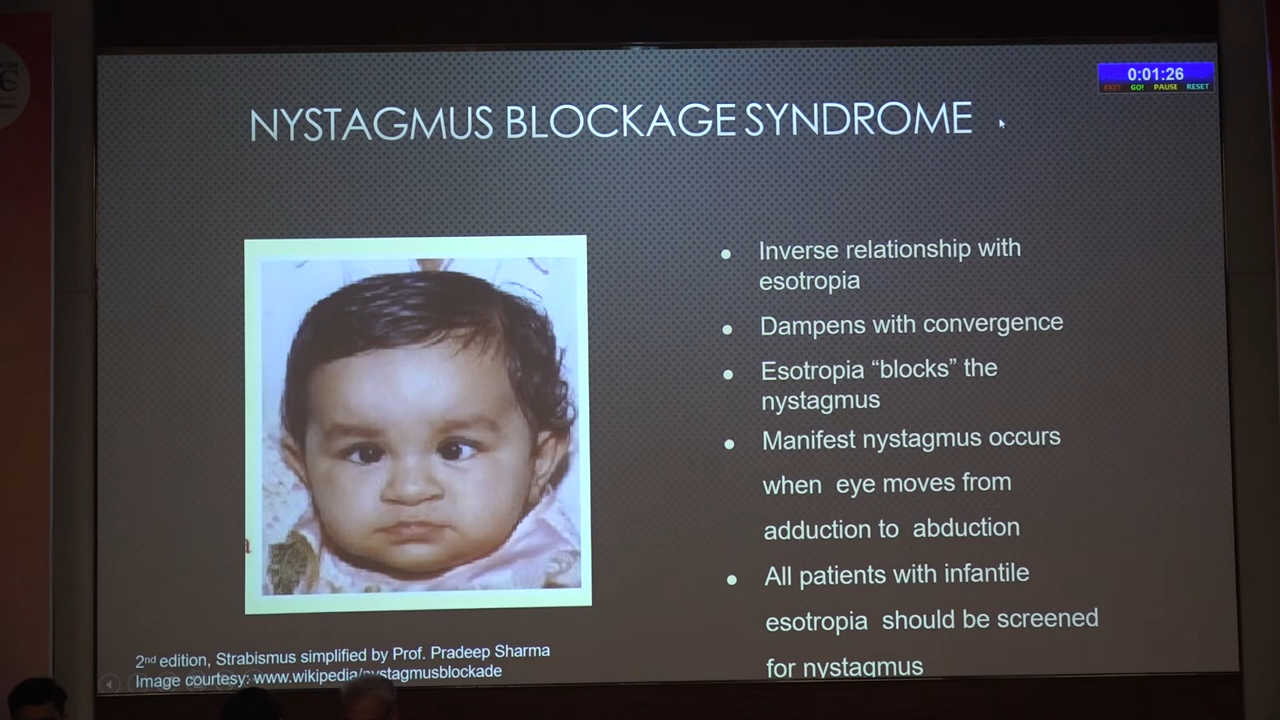 0:01:26
EXIT GO! PAUSE RESET
NYSTAGMUS BLOCKAGE SYNDROME
Inverse relationship with
esotropia
Dampens with convergence
Esotropia “blocks” the
nystagmus
Manifest nystagmus occurs
when eye moves from
adduction to abduction
All patients with infantile
esotropia should be screened
for nystagmus
2nd edition, Strabismus simplified by Prof. Pradeep Sharma
Image courtesy: www.wikipedia/nystagmusblockade